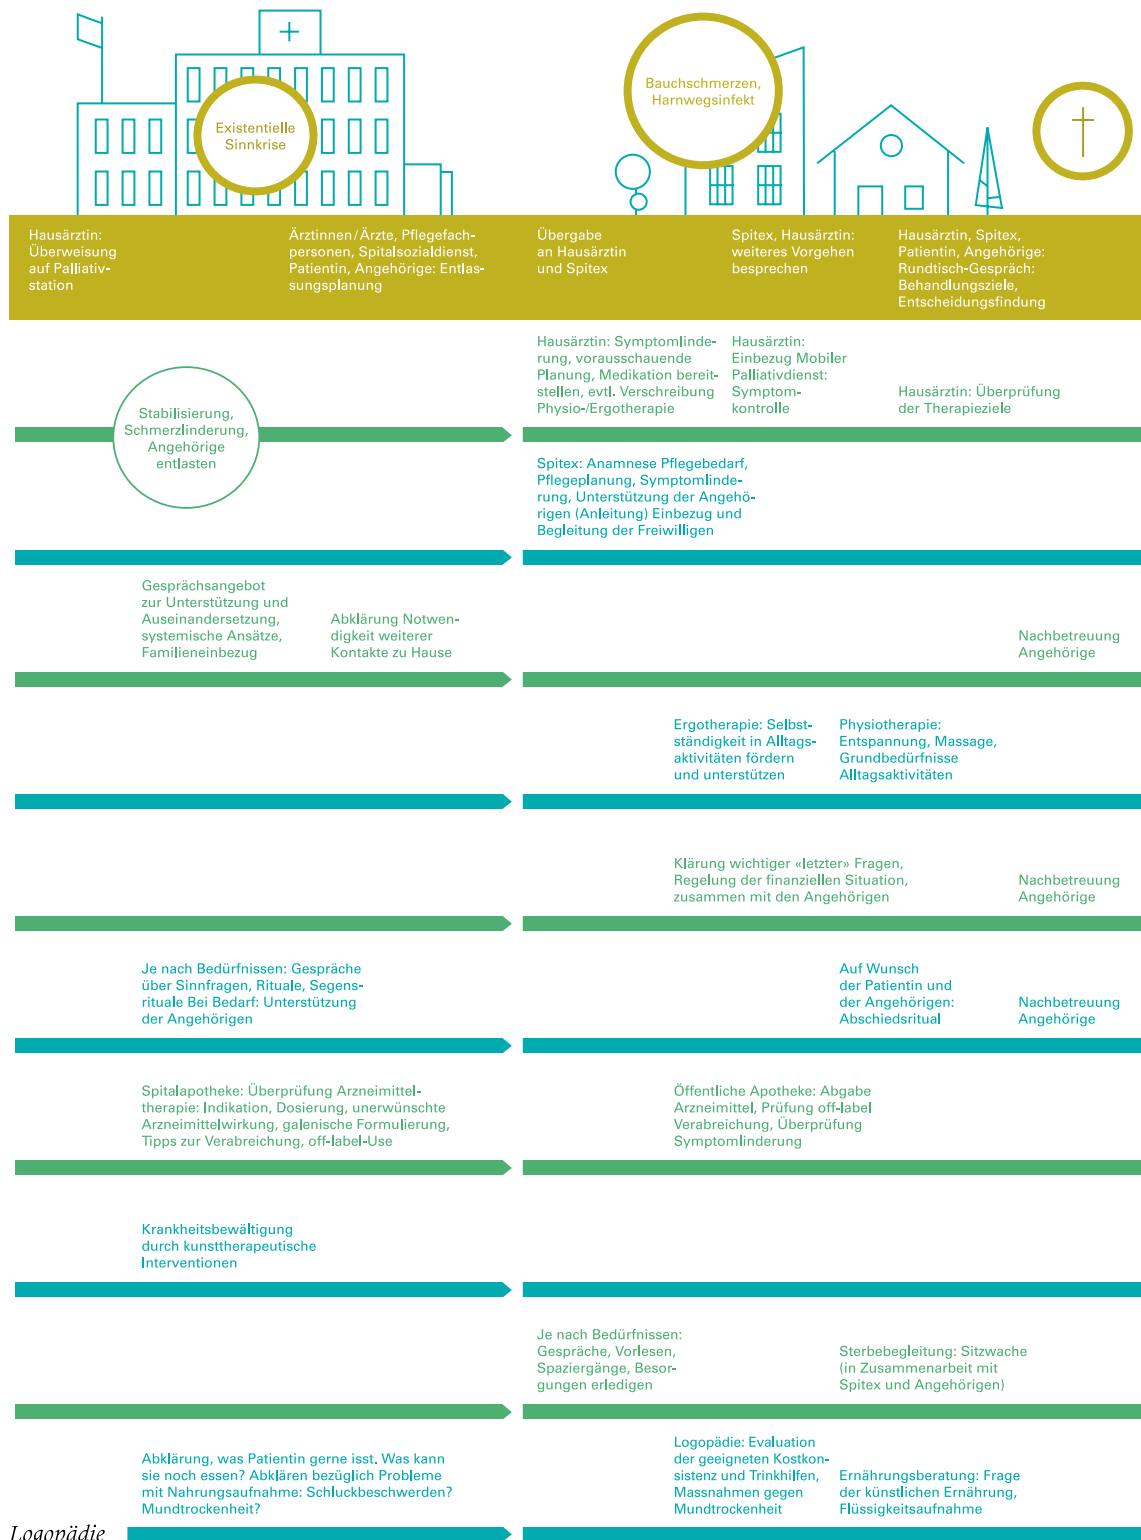 Existentielle
Sinnkrise
Bauchschmerzen,
Harnwegsinfekt
Hausärztin:
Überweisung
auf Palliativ-
station
Ärztinnen/Ärzte, Pflegefach-
personen, Spitalsozialdienst,
Patientin, Angehörige: Entlas-
sungsplanung
Übergabe
an Hausärztin
und Spitex
Spitex, Hausärztin:
weiteres Vorgehen
besprechen
Hausärztin, Spitex,
Patientin, Angehörige:
Rundtisch-Gespräch:
Behandlungsziele,
Entscheidungsfindung
Stabilisierung,
Schmerzlinderung,
Angehörige
entlasten
Hausärztin: Symptomlinde-
rung, vorausschauende
Planung, Medikation bereit-
stellen, evtl. Verschreibung
Physio-/Ergotherapie
Hausärztin:
Einbezug Mobiler
Palliativdienst:
Symptom-
kontrolle
Hausärztin: Überprüfung
der Therapieziele
Spitex: Anamnese Pflegebedarf,
Pflegeplanung, Symptomlinde-
rung, Unterstützung der Angehö-
rigen (Anleitung) Einbezug und
Begleitung der Freiwilligen
Gesprächsangebot
zur Unterstützung und
Auseinandersetzung,
systemische Ansätze,
Familieneinbezug
Abklärung Notwen-
digkeit weiterer
Kontakte zu Hause
Nachbetreuung
Angehörige
Ergotherapie: Selbst-
ständigkeit in Alltags-
aktivitäten fördern
und unterstützen
Physiotherapie:
Entspannung, Massage,
Grundbedürfnisse
Alltagsaktivitäten
Klärung wichtiger «letzter» Fragen,
Regelung der finanziellen Situation,
zusammen mit den Angehörigen
Nachbetreuung
Angehörige
Je nach Bedürfnissen: Gespräche
über Sinnfragen, Rituale, Segens-
rituale Bei Bedarf: Unterstützung
der Angehörigen
Auf Wunsch
der Patientin und
der Angehörigen:
Abschiedsritual
Nachbetreuung
Angehörige
Spitalapotheke: Überprüfung Arzneimittel-
therapie: Indikation, Dosierung, unerwünschte
Arzneimittelwirkung, galenische Formulierung,
Tipps zur Verabreichung, off-label-Use
Öffentliche Apotheke: Abgabe
Arzneimittel, Prüfung off-label
Verabreichung, Überprüfung
Symptomlinderung
Krankheitsbewältigung
durch kunsttherapeutische
Interventionen
Je nach Bedürfnissen:
Gespräche, Vorlesen,
Spaziergänge, Besor-
gungen erledigen
Sterbebegleitung: Sitzwache
(in Zusammenarbeit mit
Spitex und Angehörigen)
Abklärung, was Patientin gerne isst. Was kann
sie noch essen? Abklären bezüglich Probleme
mit Nahrungsaufnahme: Schluckbeschwerden?
Mundtrockenheit?
Logopädie: Evaluation
der geeigneten Kostkon-
sistenz und Trinkhilfen,
Massnahmen gegen
Mundtrockenheit
Ernährungsberatung: Frage
der künstlichen Ernährung,
Flüssigkeitsaufnahme
Logopädie